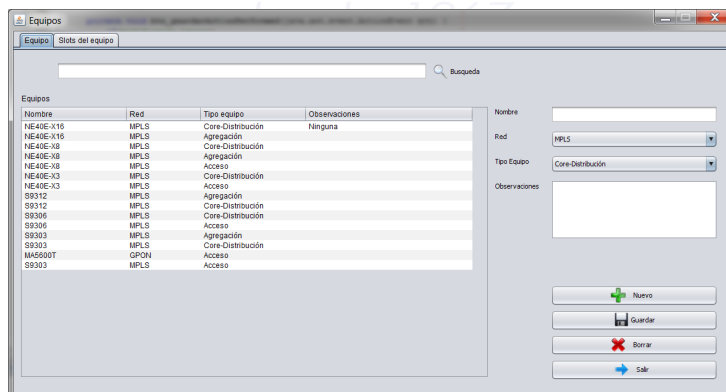 Equipos
Equipo Slots del equipo
Busqueda
Equipos
Nombre Red Tipo equipo Observaciones
NE40E-X16 MPLS Core-Distribución Ninguna
NE40E-X16 MPLS Agregación
NE40E-X8 MPLS Core-Distribución
NE40E-X8 MPLS Agregación
NE40E-X8 MPLS Acceso
NE40E-X3 MPLS Core-Distribución
NE40E-X3 MPLS Acceso
S9312 MPLS Agregación
S9312 MPLS Core-Distribución
S9306 MPLS Core-Distribución
S9306 MPLS Acceso
S9303 MPLS Agregación
S9303 MPLS Core-Distribución
MA5600T GPON Acceso
S9303 MPLS Acceso
Nombre
Red MPLS
Tipo Equipo Core-Distribución
Observaciones
Nuevo
Guardar
Borrar
Salir